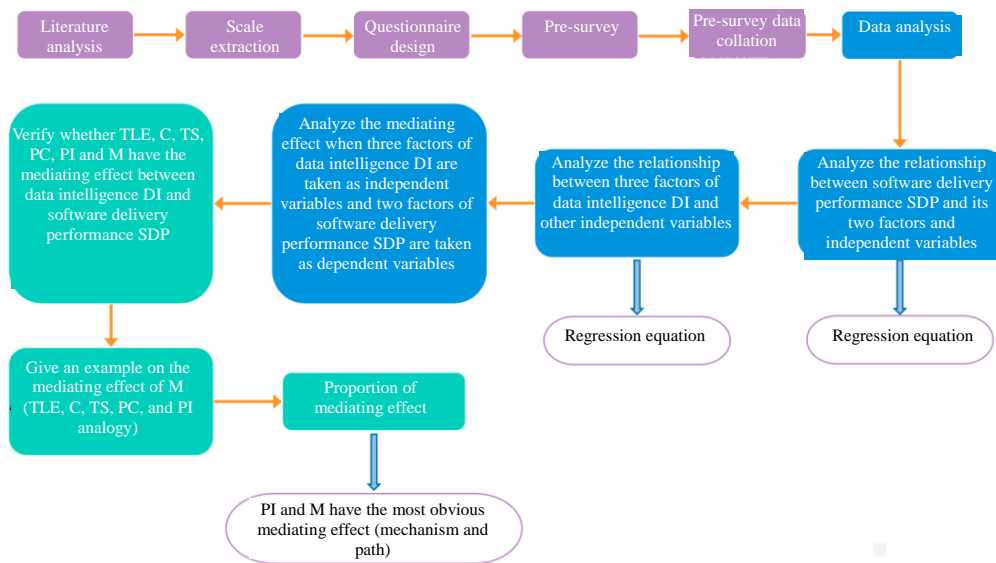 Literature
analysis
Scale
extraction
Questionnaire
design
Pre-survey
Pre-survey data
collation
Data analysis
Verify whether TLE, C, TS,
PC, PI and M have the
mediating effect between
data intelligence DI and
software delivery
performance SDP
Analyze the mediating
effect when three factors of
data intelligence DI are
taken as independent
variables and two factors of
software delivery
performance SDP are taken
as dependent variables
Analyze the relationship
between three factors of
data intelligence DI and
other independent variables
Analyze the relationship
between software delivery
performance SDP and its
two factors and
independent variables
Regression equation
Regression equation
Give an example on the
mediating effect of M
(TLE, C, TS, PC, and PI
analogy)
Proportion of
mediating effect
PI and M have the most obvious
mediating effect (mechanism and
path)